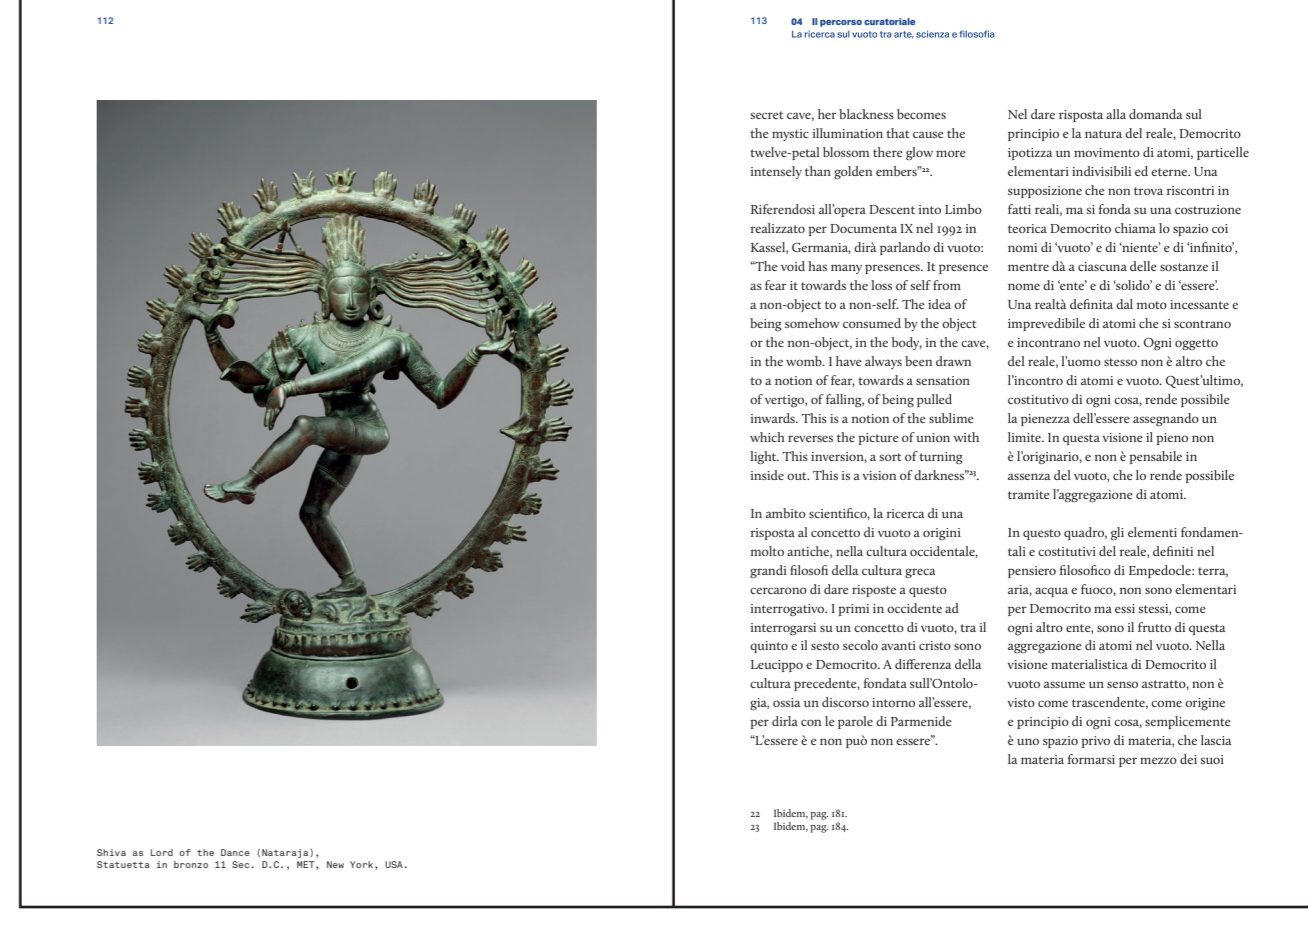 112
Shiva as Lord of the Dance (Nataraja),
Statuetta in bronzo 11 Sec. D.C., MET, New York, USA.
113 04 Il percorso curatoriale
La ricerca sul vuoto tra arte, scienza e filosofia
secret cave, her blackness becomes
the mystic illumination that cause the
twelve-petal blossom there glow more
intensely than golden embers”²².
Riferendosi all’opera Descent into Limbo
realizzato per Documenta IX nel 1992 in
Kassel, Germania, dirà parlando di vuoto:
“The void has many presences. It presence
as fear it towards the loss of self from
a non-object to a non-self. The idea of
being somehow consumed by the object
or the non-object, in the body, in the cave,
in the womb. I have always been drawn
to a notion of fear, towards a sensation
of vertigo, of falling, of being pulled
inwards. This is a notion of the sublime
which reverses the picture of union with
light. This inversion, a sort of turning
inside out. This is a vision of darkness”²³.
In ambito scientifico, la ricerca di una
risposta al concetto di vuoto a origini
molto antiche, nella cultura occidentale,
grandi filosofi della cultura greca
cercarono di dare risposte a questo
interrogativo. I primi in occidente ad
interrogarsi su un concetto di vuoto, tra il
quinto e il sesto secolo avanti cristo sono
Leucippo e Democrito. A differenza della
cultura precedente, fondata sull’Ontolo-
gia, ossia un discorso intorno all’essere,
per dirla con le parole di Parmenide
“L’essere è e non può non essere”.
Nel dare risposta alla domanda sul
principio e la natura del reale, Democrito
ipotizza un movimento di atomi, particelle
elementari indivisibili ed eterne. Una
supposizione che non trova riscontri in
fatti reali, ma si fonda su una costruzione
teorica Democrito chiama lo spazio coi
nomi di ‘vuoto’ e di ‘niente’ e di ‘infinito’,
mentre dà a ciascuna delle sostanze il
nome di ‘ente’ e di ‘solido’ e di ‘essere’.
Una realtà definita dal moto incessante e
imprevedibile di atomi che si scontrano
e incontrano nel vuoto. Ogni oggetto
del reale, l’uomo stesso non è altro che
l’incontro di atomi e vuoto. Quest’ultimo,
costitutivo di ogni cosa, rende possibile
la pienezza dell’essere assegnando un
limite. In questa visione il pieno non
è l’originario, e non è pensabile in
assenza del vuoto, che lo rende possibile
tramite l’aggregazione di atomi.
In questo quadro, gli elementi fondamen-
tali e costitutivi del reale, definiti nel
pensiero filosofico di Empedocle: terra,
aria, acqua e fuoco, non sono elementari
per Democrito ma essi stessi, come
ogni altro ente, sono il frutto di questa
aggregazione di atomi nel vuoto. Nella
visione materialistica di Democrito il
vuoto assume un senso astratto, non è
visto come trascendente, come origine
e principio di ogni cosa, semplicemente
è uno spazio privo di materia, che lascia
la materia formarsi per mezzo dei suoi
22 Ibidem, pag. 181.
23 Ibidem, pag. 184.